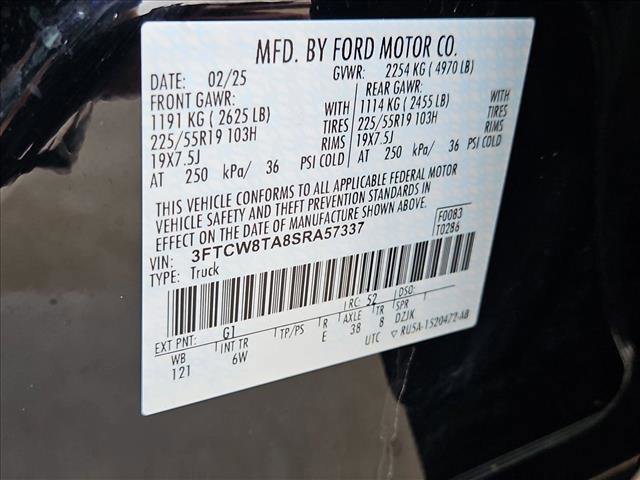 MFD. BY FORD MOTOR CO.
DATE: 02/25 GVWR: 2254 KG ( 4970 LB)
FRONT GAWR: REAR GAWR:
1191 KG ( 2625 LB) WITH 1114 KG ( 2455 LB) WITH
225/55R19 103H TIRES 225/55R19 103H TIRES
19X7.5J RIMS 19X7.5J RIMS
AT 250 kPa/ 36 PSI COLD AT 250 kPa/ 36 PSI COLD
THIS VEHICLE CONFORMS TO ALL APPLICABLE FEDERAL MOTOR
VEHICLE SAFETY AND THEFT PREVENTION STANDARDS IN
EFFECT ON THE DATE OF MANUFACTURE SHOWN ABOVE.
VIN: 3FTCW8TA8SRA57337 F0083
TYPE: Truck T0286
RC: 52 DSO:
EXT PNT: G1
WB INT TR TP/PS R AXLE TR SPR
121 6W E 38 8 DZJK
UTC ▽ RU5A-1520472-AB